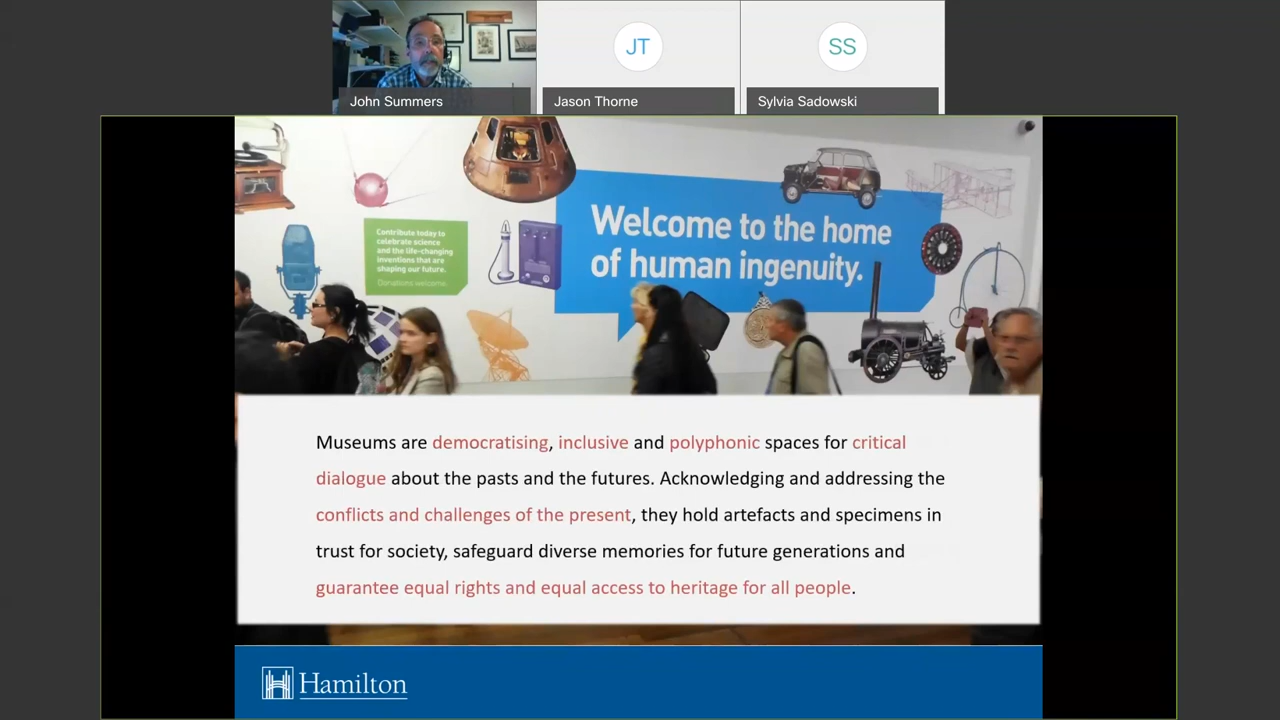 JT
SS
John Summers
Jason Thorne
Sylvia Sadowski
Welcome to the home
of human ingenuity.
Contribute today to
celebrate science
and the life-changing
inventions that are
shaping our future.
Donations welcome.
Museums are democratising, inclusive and polyphonic spaces for critical
dialogue about the pasts and the futures. Acknowledging and addressing the
conflicts and challenges of the present, they hold artefacts and specimens in
trust for society, safeguard diverse memories for future generations and
guarantee equal rights and equal access to heritage for all people.
Hamilton